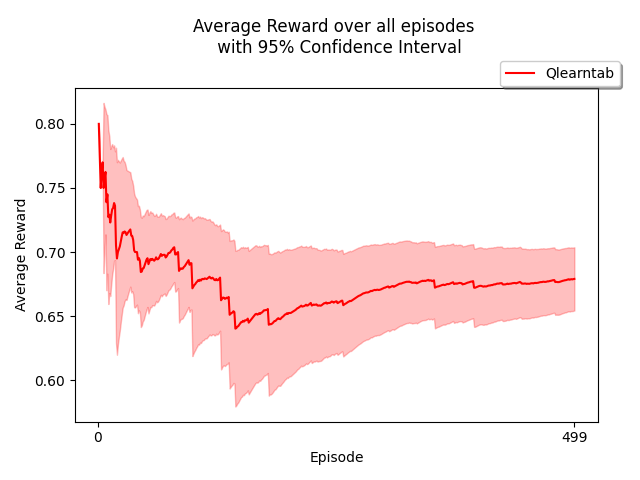 Average Reward over all episodes
with 95% Confidence Interval
Qlearntab
0.80
0.75
0.70
0.65
0.60
Average Reward
0
499
Episode